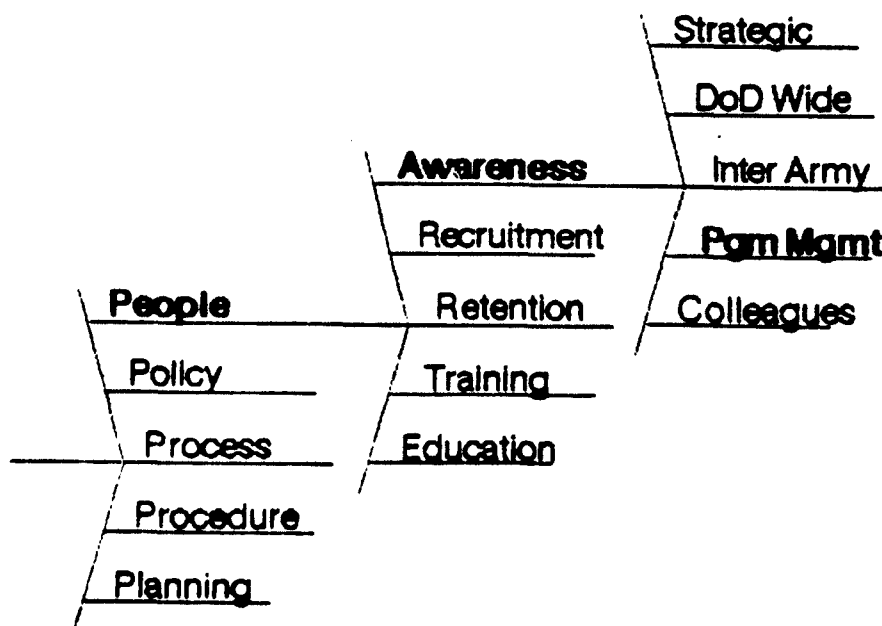 Strategic
DoD Wide
Inter Army
Pgm Mgmt
Colleagues
Awareness
Recruitment
Retention
Training
Education
People
Policy
Process
Procedure
Planning